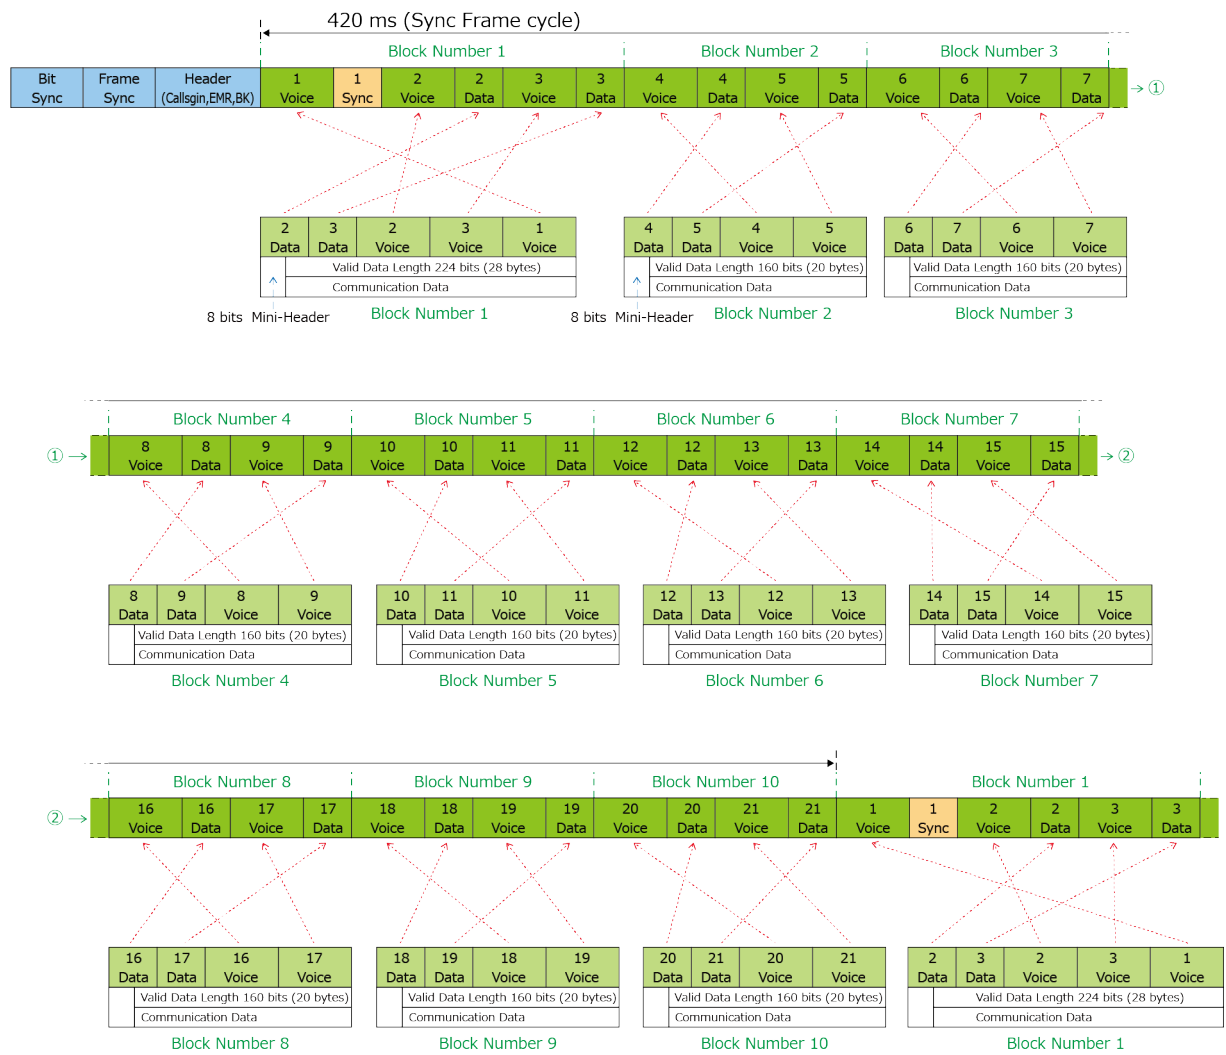 420 ms (Sync Frame cycle)
Block Number 1 Block Number 2 Block Number 3
Bit Frame Header 1 1 2 2 3 3 4 4 5 5 6 6 7 7
Sync Sync (Callsgin,EMR,BK) Voice Sync Voice Data Voice Data Voice Data Voice Data Voice Data Voice Data → ①
2 3 2 3 1 4 5 4 5 6 7 6 7
Data Data Voice Voice Voice Data Data Voice Voice Data Data Voice Voice
Valid Data Length 224 bits (28 bytes) Valid Data Length 160 bits (20 bytes) Valid Data Length 160 bits (20 bytes)
Communication Data Communication Data Communication Data
8 bits Mini-Header Block Number 1 8 bits Mini-Header Block Number 2 Block Number 3
Block Number 4 Block Number 5 Block Number 6 Block Number 7
8 8 9 9 10 10 11 11 12 12 13 13 14 14 15 15
① → Voice Data Voice Data Voice Data Voice Data Voice Data Voice Data Voice Data Voice Data → ②
8 9 8 9 10 11 10 11 12 13 12 13 14 15 14 15
Data Data Voice Voice Data Data Voice Voice Data Data Voice Voice Data Data Voice Voice
Valid Data Length 160 bits (20 bytes) Valid Data Length 160 bits (20 bytes) Valid Data Length 160 bits (20 bytes) Valid Data Length 160 bits (20 bytes)
Communication Data Communication Data Communication Data Communication Data
Block Number 4 Block Number 5 Block Number 6 Block Number 7
Block Number 8 Block Number 9 Block Number 10 Block Number 1
16 16 17 17 18 18 19 19 20 20 21 21 1 1 2 2 3 3
② → Voice Data Voice Data Voice Data Voice Data Voice Data Voice Data Voice Sync Voice Data Voice Data
16 17 16 17 18 19 18 19 20 21 20 21 2 3 2 3 1
Data Data Voice Voice Data Data Voice Voice Data Data Voice Voice Data Data Voice Voice Voice
Valid Data Length 160 bits (20 bytes) Valid Data Length 160 bits (20 bytes) Valid Data Length 160 bits (20 bytes) Valid Data Length 224 bits (28 bytes)
Communication Data Communication Data Communication Data Communication Data
Block Number 8 Block Number 9 Block Number 10 Block Number 1